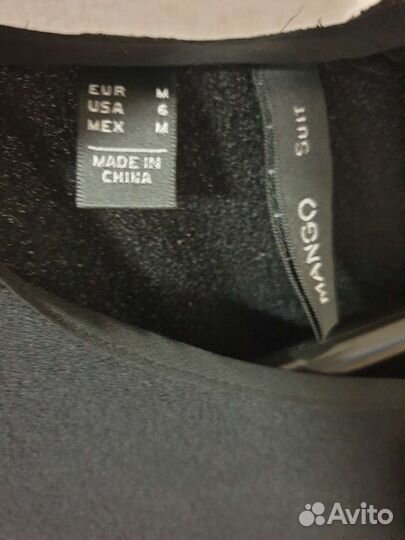 EUR M
USA 6
MEX M
MADE IN
CHINA
SUIT
MANGO
Avito